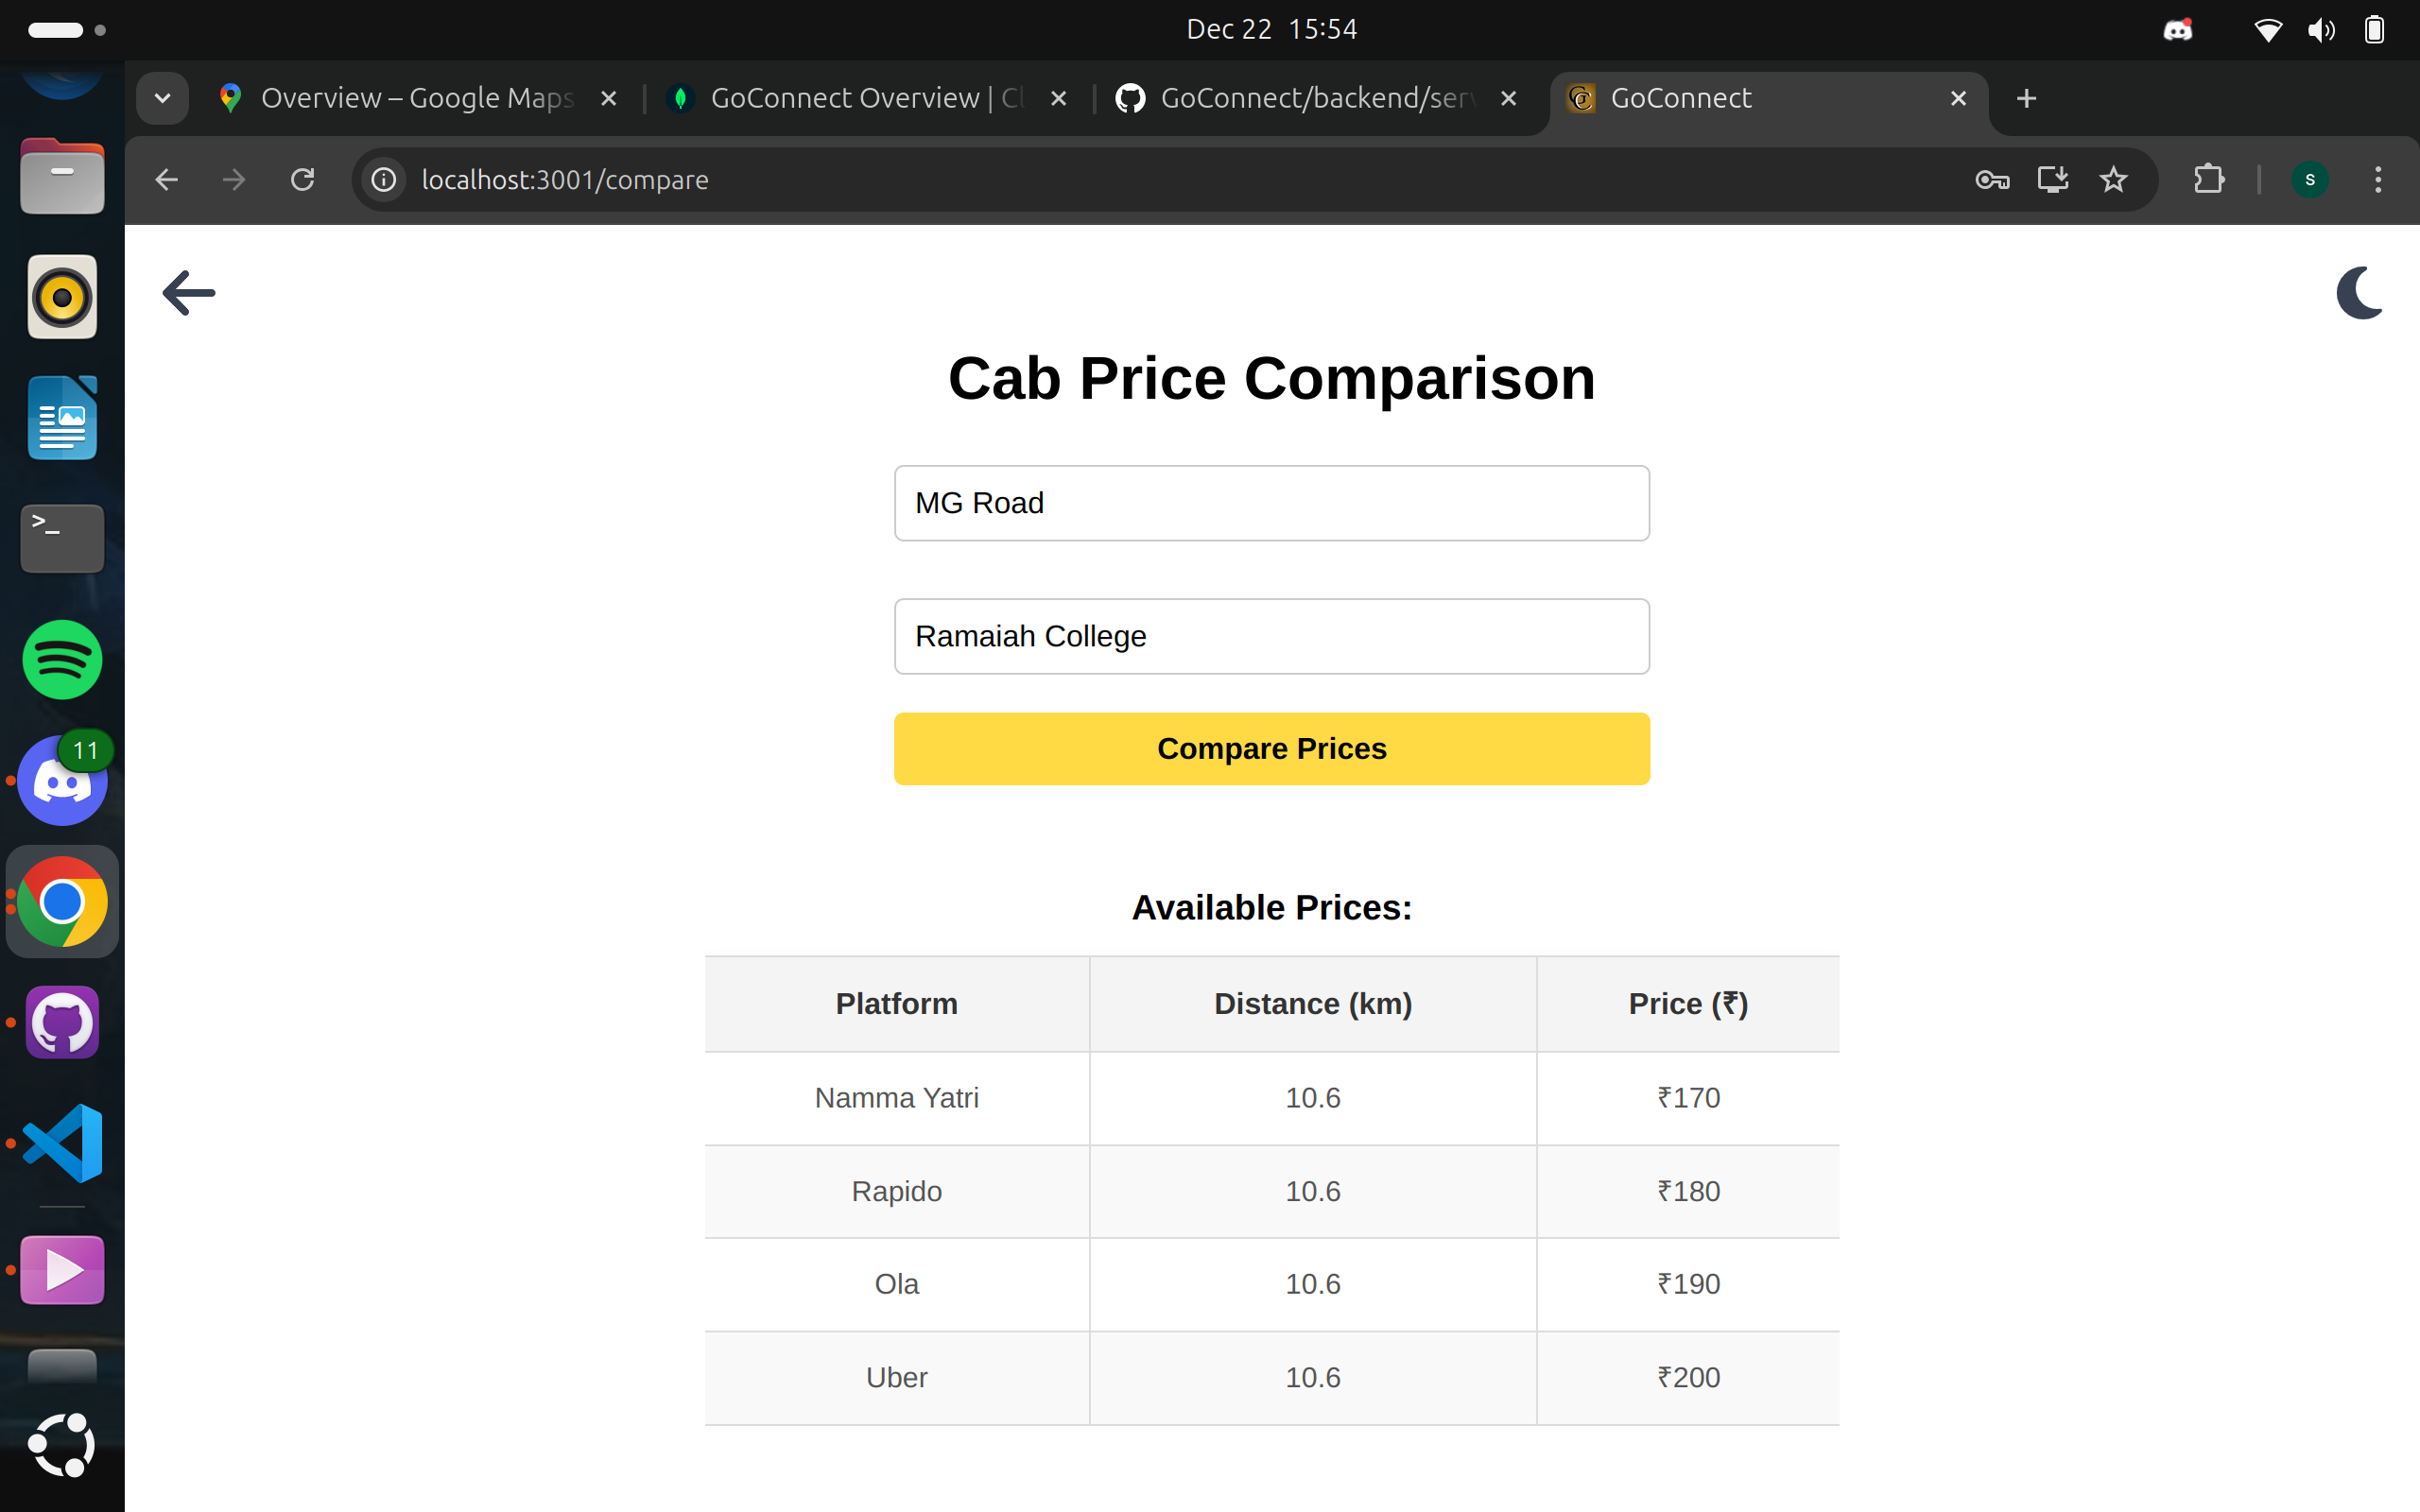 Dec 22 15:54
Overview – Google Maps
GoConnect Overview | Cl
GoConnect/backend/serv
GoConnect
localhost:3001/compare
s
Cab Price Comparison
MG Road
Ramaiah College
Compare Prices
11
>_
Available Prices:
Platform Distance (km) Price (₹)
Namma Yatri 10.6 ₹170
Rapido 10.6 ₹180
Ola 10.6 ₹190
Uber 10.6 ₹200